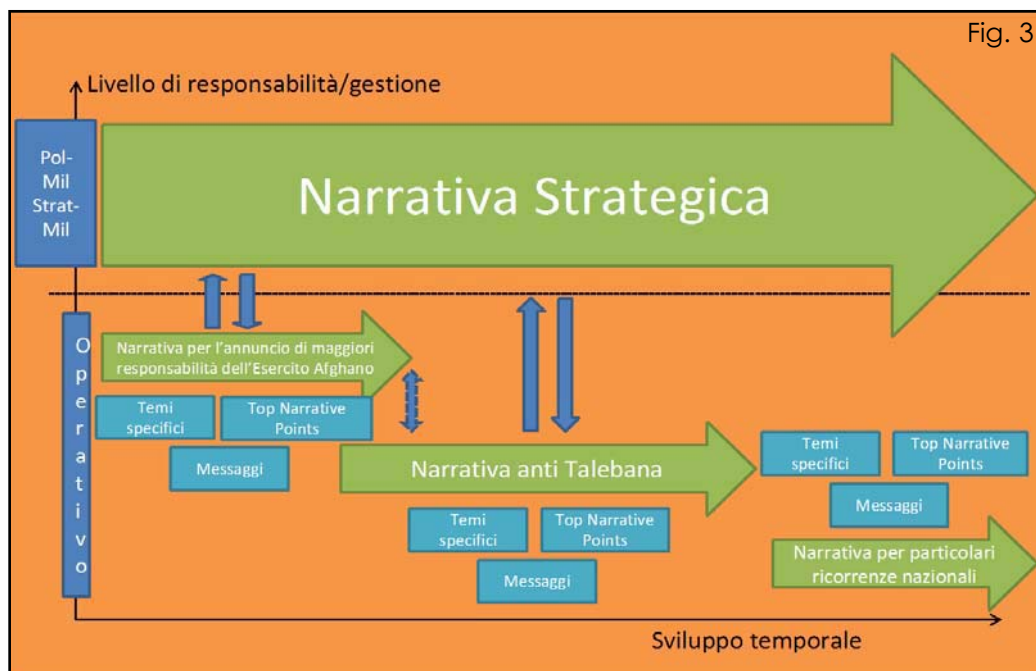 Fig. 3
Livello di responsabilità/gestione
Pol-
Mil
Strat-
Mil
Narrativa Strategica
Operativo
Narrativa per l'annuncio di maggiori
responsabilità dell'Esercito Afghano
Temi
specifici
Top Narrative
Points
Messaggi
Narrativa anti Talebana
Temi
specifici
Top Narrative
Points
Messaggi
Temi
specifici
Top Narrative
Points
Messaggi
Narrativa per particolari
ricorrenze nazionali
Sviluppo temporale